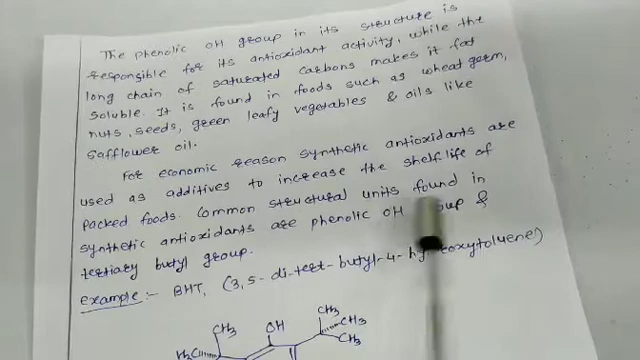 The phenolic OH group in its structure is
responsible for its antioxidant activity, while the
long chain of saturated carbons makes it fat
soluble. It is found in foods such as wheat germ,
nuts, seeds, green leafy vegetables & oils like
safflower oil.
For economic reason synthetic antioxidants are
used as additives to increase the shelf life of
packed foods. Common structural units found in
synthetic antioxidants are phenolic OH group &
tertiary butyl group.
example:- BHT, (3,5-di-tert-butyl-4-hydroxytoluene)
CH3
OH
CH3
CH3
CH3
H3C